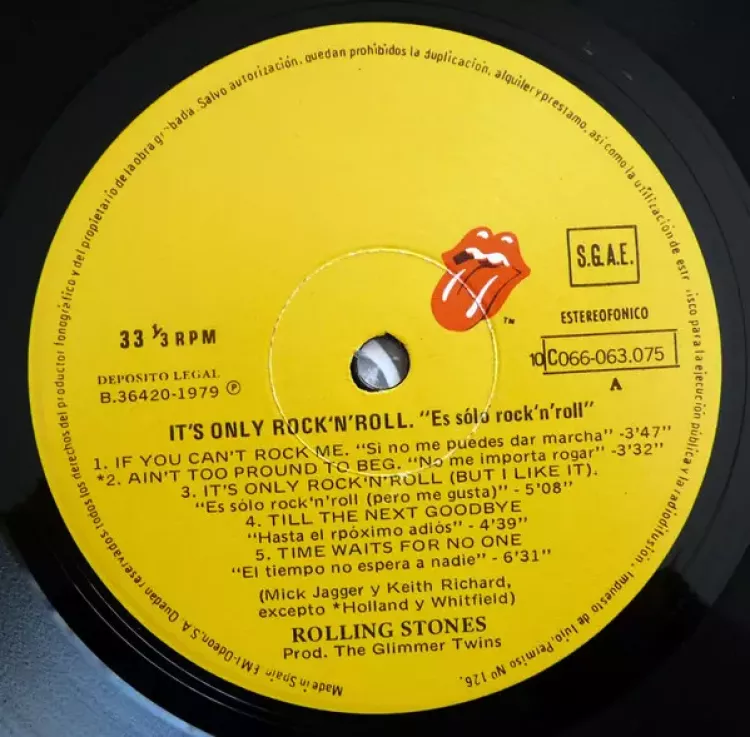 Quedan reservados todos los derechos del productor fonográfico y del propietario de la obra grabada. Salvo autorización, quedan prohibidos la duplicación, alquiler y prestamo, así como la utilización de este disco para la ejecución pública y la radiodifusión. Impuesto de lujo, Permiso Nº 126.
Made in Spain, EMI-Odeon, S.A.
S.G.A.E.
TM
ESTEREOFONICO
33 1/3 RPM
10C066-063.075
A
DEPOSITO LEGAL
B.36420-1979 Ⓟ
IT'S ONLY ROCK'N'ROLL. "Es sólo rock'n'roll"
1. IF YOU CAN'T ROCK ME. "Si no me puedes dar marcha" -3'47"
*2. AIN'T TOO PROUND TO BEG. "No me importa rogar" -3'32"
3. IT'S ONLY ROCK'N'ROLL (BUT I LIKE IT).
"Es sólo rock'n'roll (pero me gusta)" - 5'08"
4. TILL THE NEXT GOODBYE
"Hasta el rpóximo adiós" - 4'39"
5. TIME WAITS FOR NO ONE
"El tiempo no espera a nadie" - 6'31"
(Mick Jagger y Keith Richard,
excepto *Holland y Whitfield)
ROLLING STONES
Prod. The Glimmer Twins